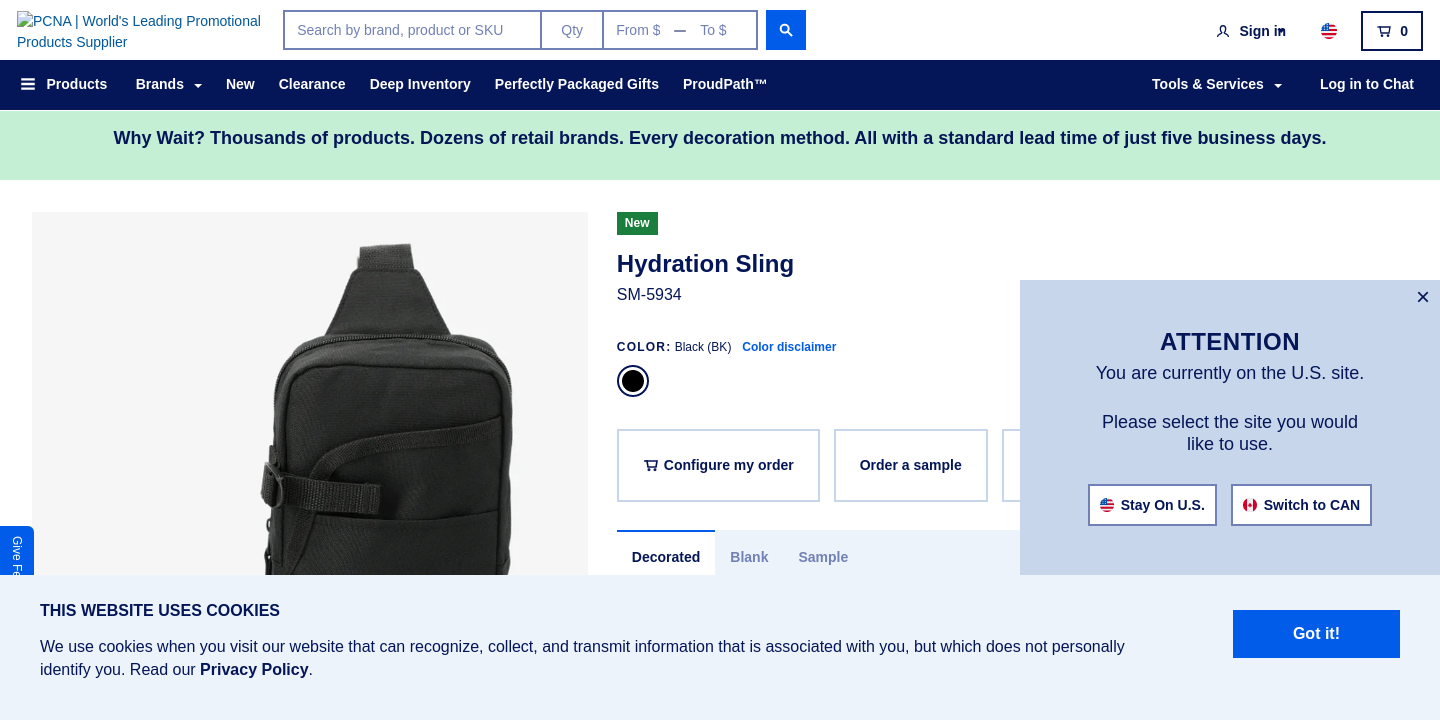 PCNA | World's Leading Promotional
Products Supplier
Search by brand, product or SKU
Qty
From $ — To $
Sign in
0
Products
Brands
New
Clearance
Deep Inventory
Perfectly Packaged Gifts
ProudPath™
Tools & Services
Log in to Chat
Why Wait? Thousands of products. Dozens of retail brands. Every decoration method. All with a standard lead time of just five business days.
New
Hydration Sling
SM-5934
COLOR: Black (BK) Color disclaimer
Configure my order
Order a sample
Decorated
Blank
Sample
×
ATTENTION
You are currently on the U.S. site.
Please select the site you would
like to use.
Stay On U.S.
Switch to CAN
Give
THIS WEBSITE USES COOKIES
We use cookies when you visit our website that can recognize, collect, and transmit information that is associated with you, but which does not personally
identify you. Read our Privacy Policy.
Got it!